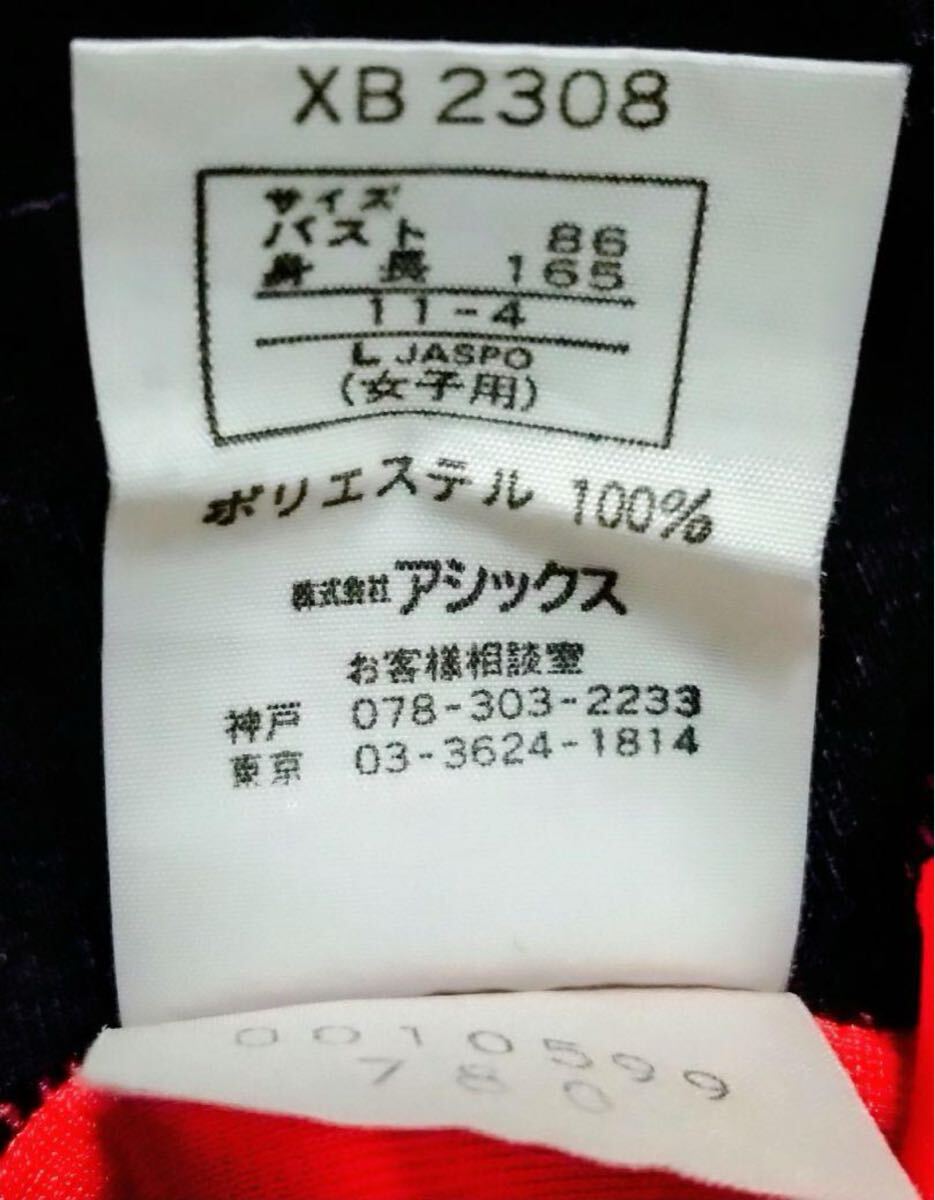 XB 2308
サイズ
バスト 86
身長 165
11-4
L JASPO
(女子用)
ポリエステル 100%
株式会社アシックス
お客様相談室
神戸 078-303-2233
東京 03-3624-1814
0010599
780